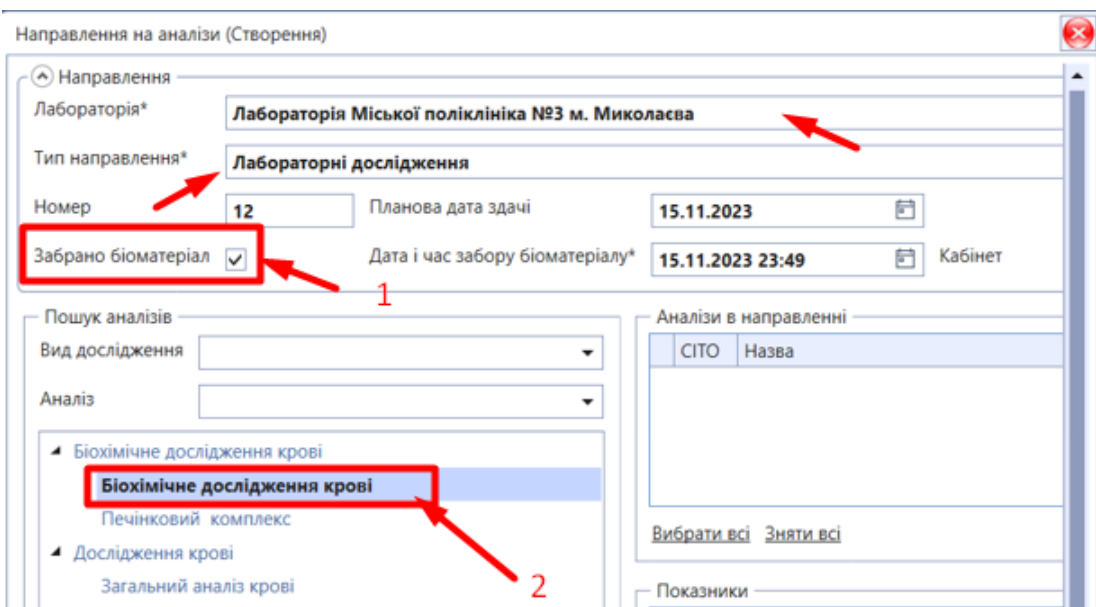 Направлення на аналізи (Створення)
Направлення
Лабораторія* Лабораторія Міської поліклініка №3 м. Миколаєва
Тип направлення* Лабораторні дослідження
Номер 12 Планова дата здачі 15.11.2023
Забрано біоматеріал Дата і час забору біоматеріалу* 15.11.2023 23:49 Кабінет
1
Пошук аналізів
Вид дослідження
Аналіз
Біохімічне дослідження крові
Біохімічне дослідження крові
Печінковий комплекс
Дослідження крові
Загальний аналіз крові
2
Аналізи в направленні
СІТО Назва
Вибрати всі Зняти всі
Показники